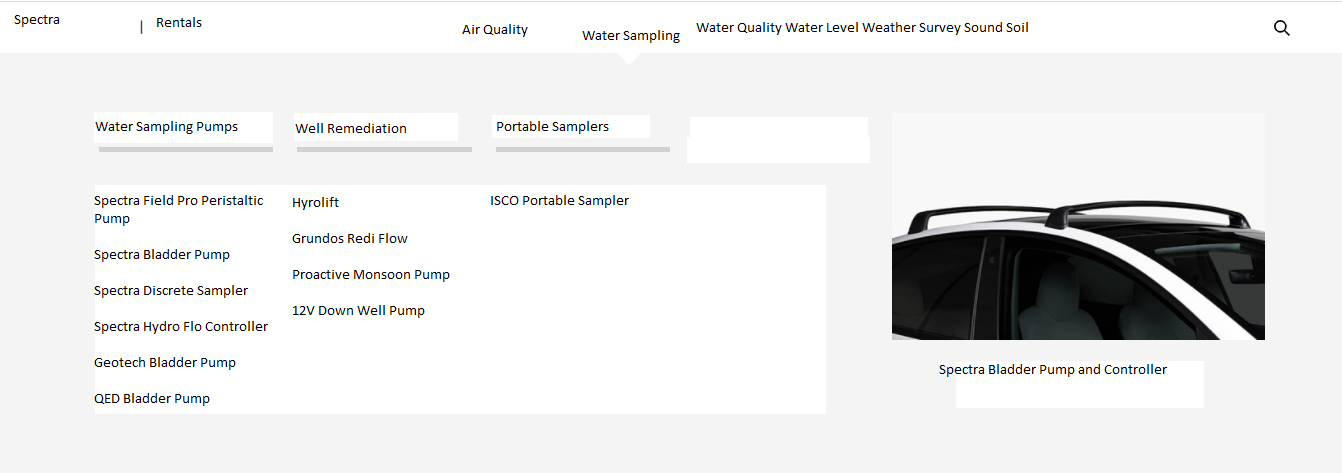 Spectra | Rentals Air Quality Water Sampling Water Quality Water Level Weather Survey Sound Soil
Water Sampling Pumps
Spectra Field Pro Peristaltic
Pump
Spectra Bladder Pump
Spectra Discrete Sampler
Spectra Hydro Flo Controller
Geotech Bladder Pump
QED Bladder Pump
Well Remediation
Hyrolift
Grundos Redi Flow
Proactive Monsoon Pump
12V Down Well Pump
Portable Samplers
ISCO Portable Sampler
Spectra Bladder Pump and Controller